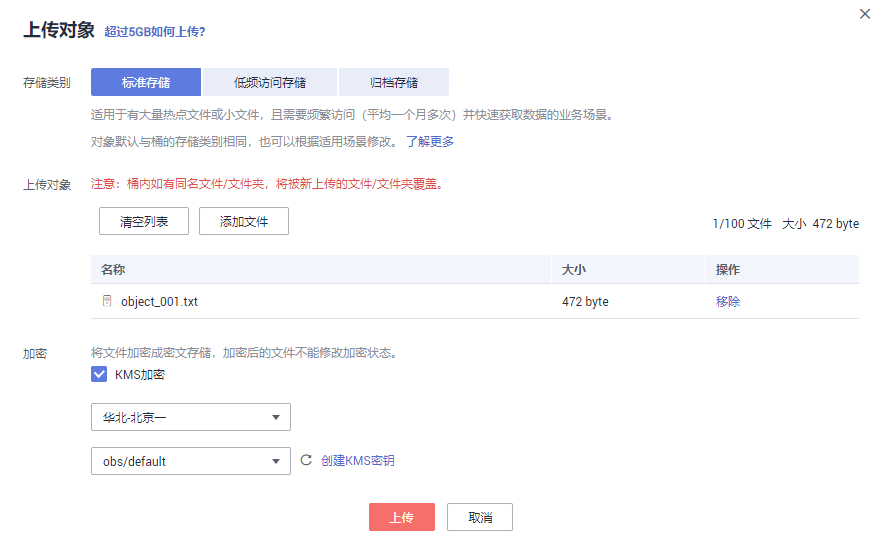 上传对象 超过5GB如何上传?
存储类别 标准存储 低频访问存储 归档存储
适用于有大量热点文件或小文件，且需要频繁访问（平均一个月多次）并快速获取数据的业务场景。
对象默认与桶的存储类别相同，也可以根据适用场景修改。 了解更多
上传对象 注意：桶内如有同名文件/文件夹，将被新上传的文件/文件夹覆盖。
清空列表 添加文件 1/100 文件 大小 472 byte
名称 大小 操作
object_001.txt 472 byte 移除
加密 将文件加密成密文存储，加密后的文件不能修改加密状态。
KMS加密
华北-北京一
obs/default 创建KMS密钥
上传 取消